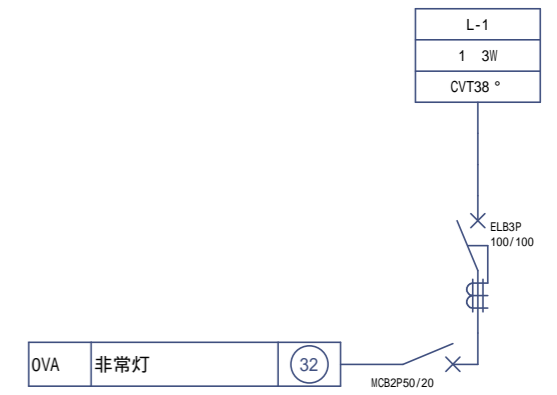 L-1
1 3W
CVT38 °
ELB3P
100/100
0VA 非常灯 32
MCB2P50/20